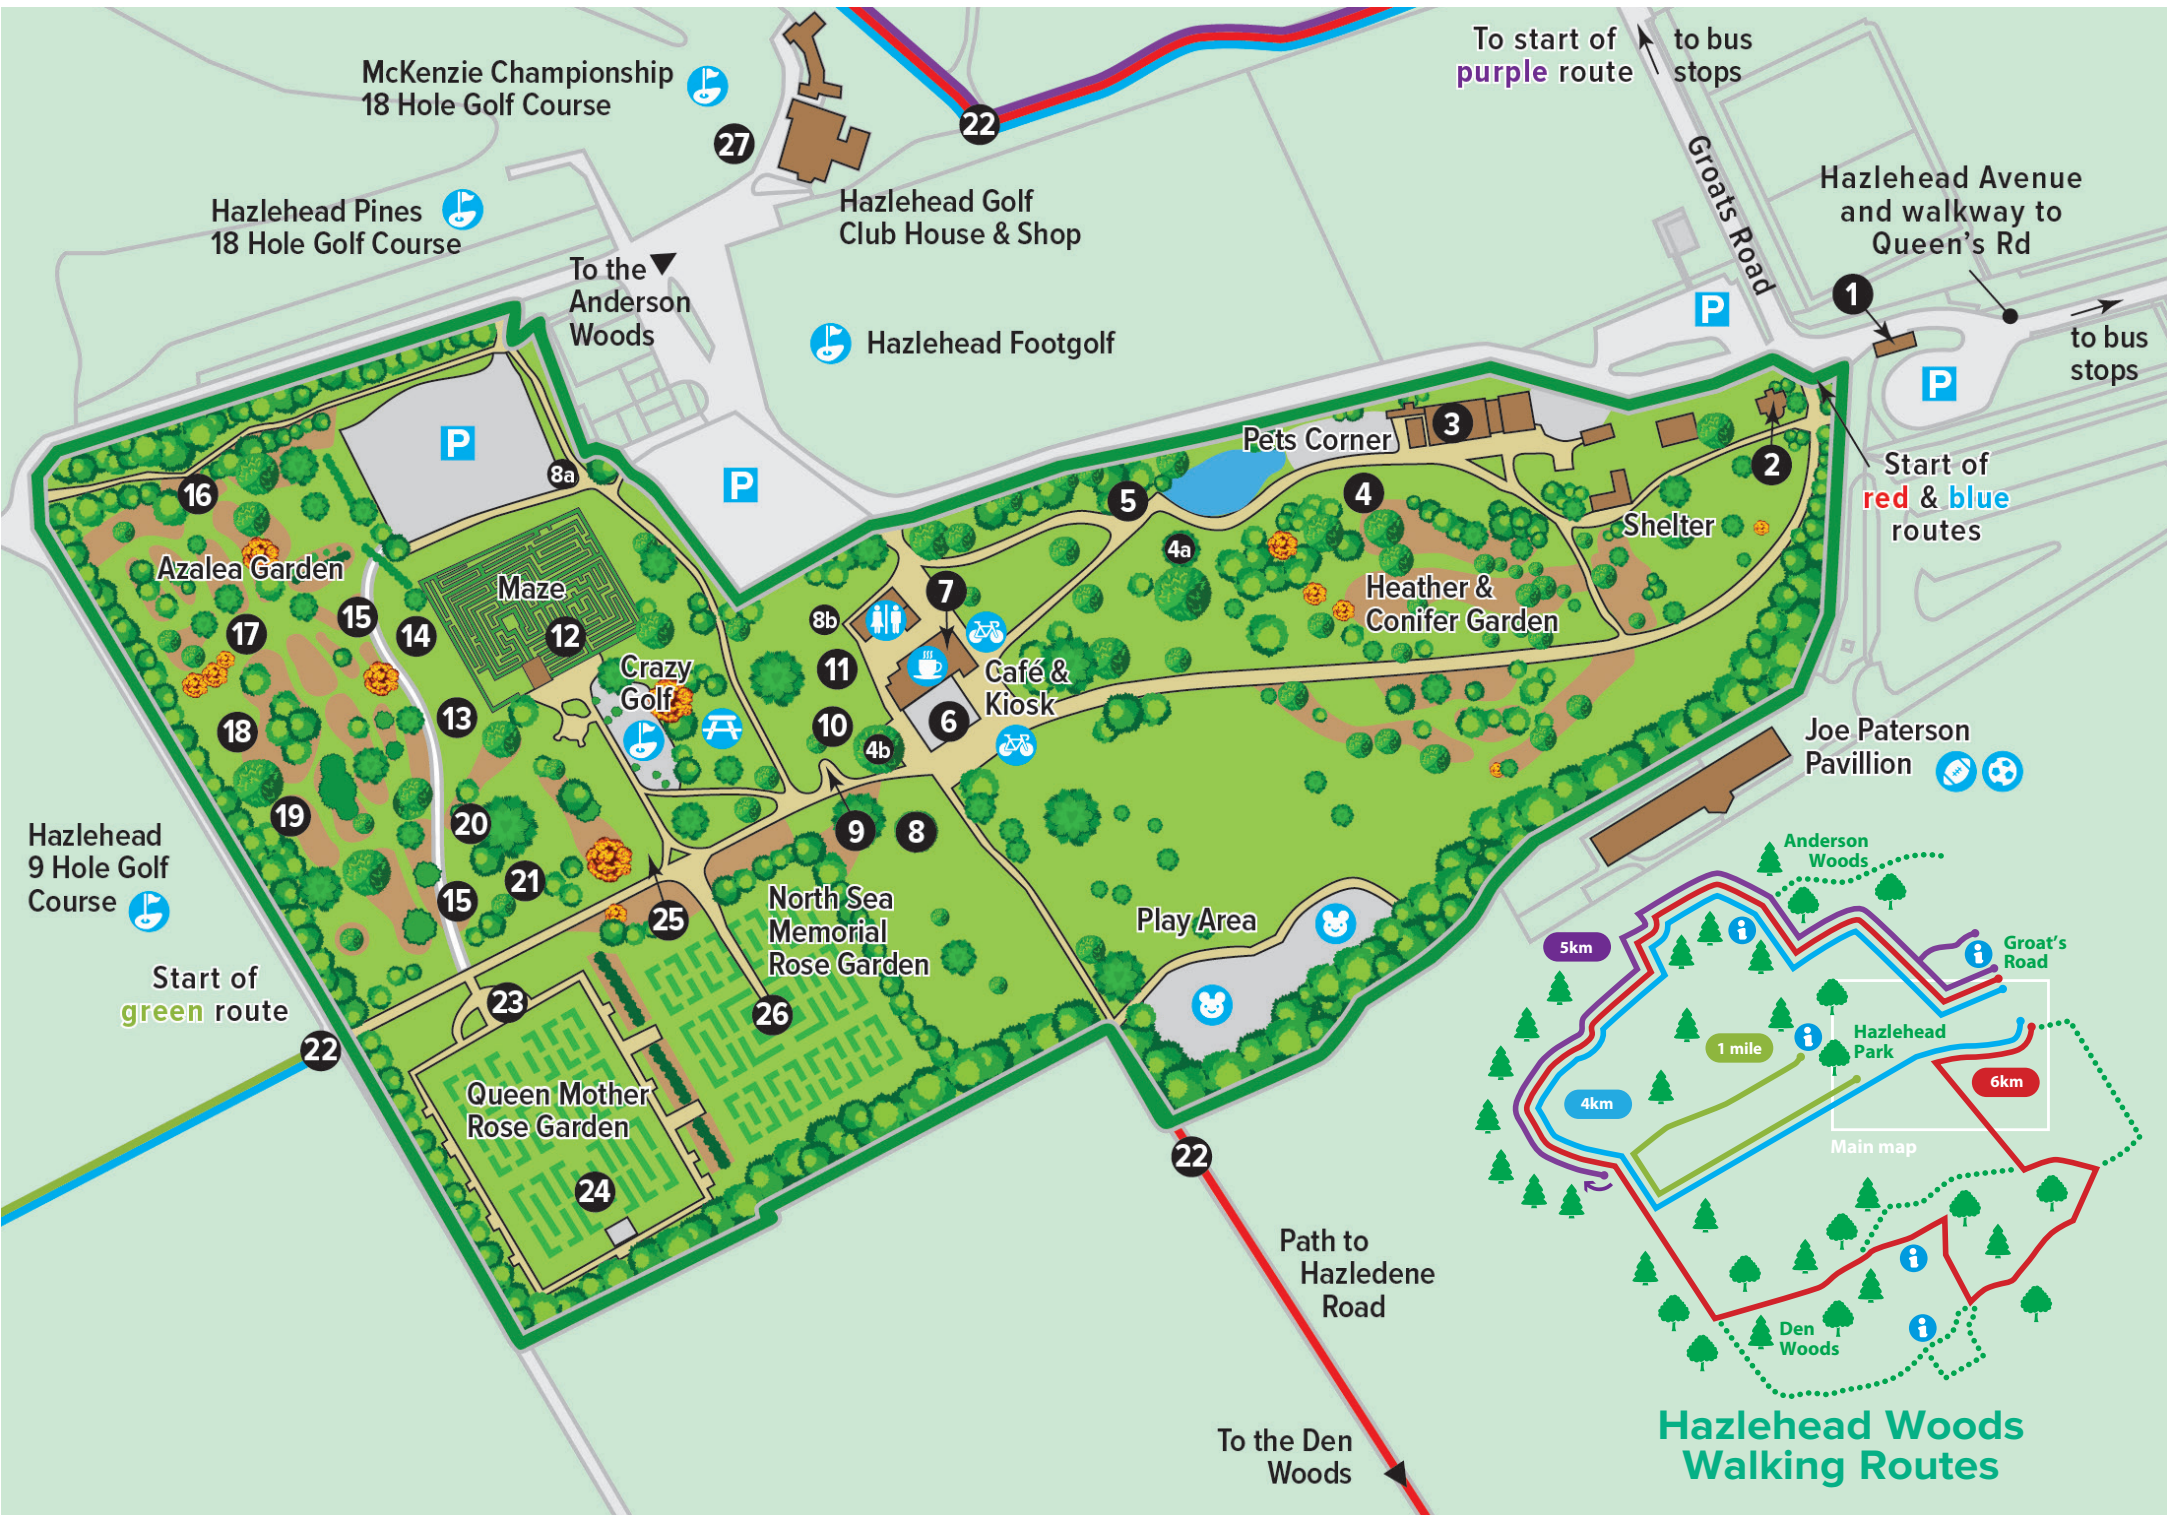 McKenzie Championship
18 Hole Golf Course
27
22
To start of
purple route
to bus
stops
Groats Road
Hazlehead Avenue
and walkway to
Queen's Rd
1
Hazlehead Pines
18 Hole Golf Course
Hazlehead Golf
Club House & Shop
To the
Anderson
Woods
P
Hazlehead Footgolf
to bus
stops
P
P
8a
P
Pets Corner
3
2
Start of
red & blue
routes
16
4
5
Shelter
4a
Azalea Garden
Maze
Heather &
Conifer Garden
15
14
12
17
8b
7
11
Crazy
Golf
Café &
Kiosk
13
18
10
4b
6
Joe Paterson
Pavillion
19
20
9
8
Hazlehead
9 Hole Golf
Course
21
15
25
North Sea
Memorial
Rose Garden
Play Area
Start of
green route
23
26
22
Queen Mother
Rose Garden
24
22
Path to
Hazledene
Road
To the Den
Woods
Anderson
Woods
5km
Groat's
Road
i
i
i
1 mile
Hazlehead
Park
4km
6km
Main map
i
i
Den
Woods
Hazlehead Woods
Walking Routes